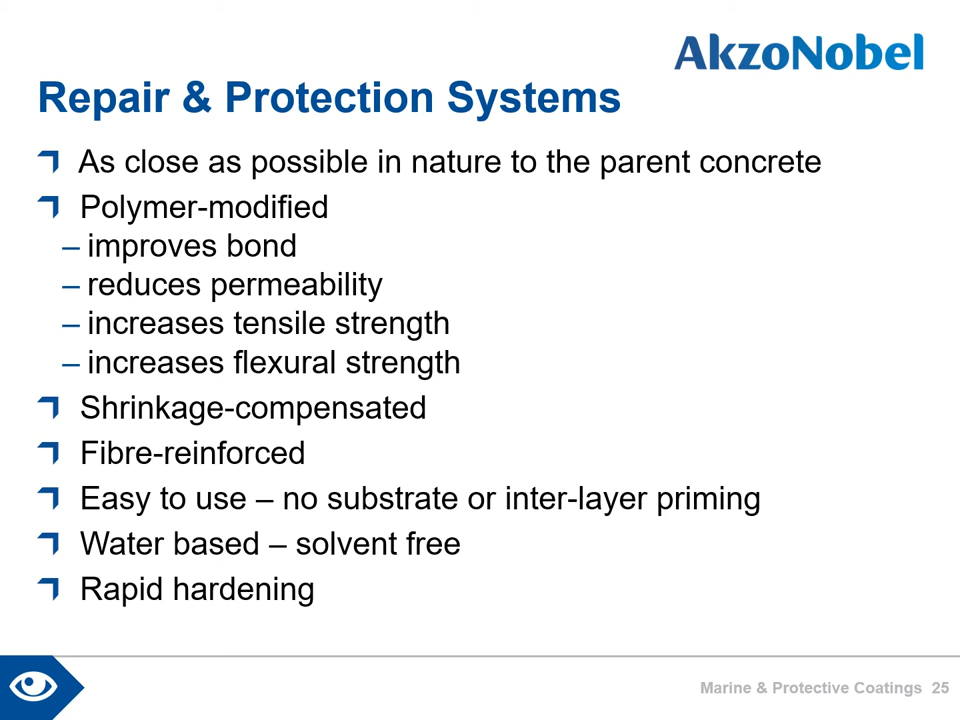 AkzoNobel
Repair & Protection Systems
As close as possible in nature to the parent concrete
Polymer-modified
– improves bond
– reduces permeability
– increases tensile strength
– increases flexural strength
Shrinkage-compensated
Fibre-reinforced
Easy to use – no substrate or inter-layer priming
Water based – solvent free
Rapid hardening
Marine & Protective Coatings 25